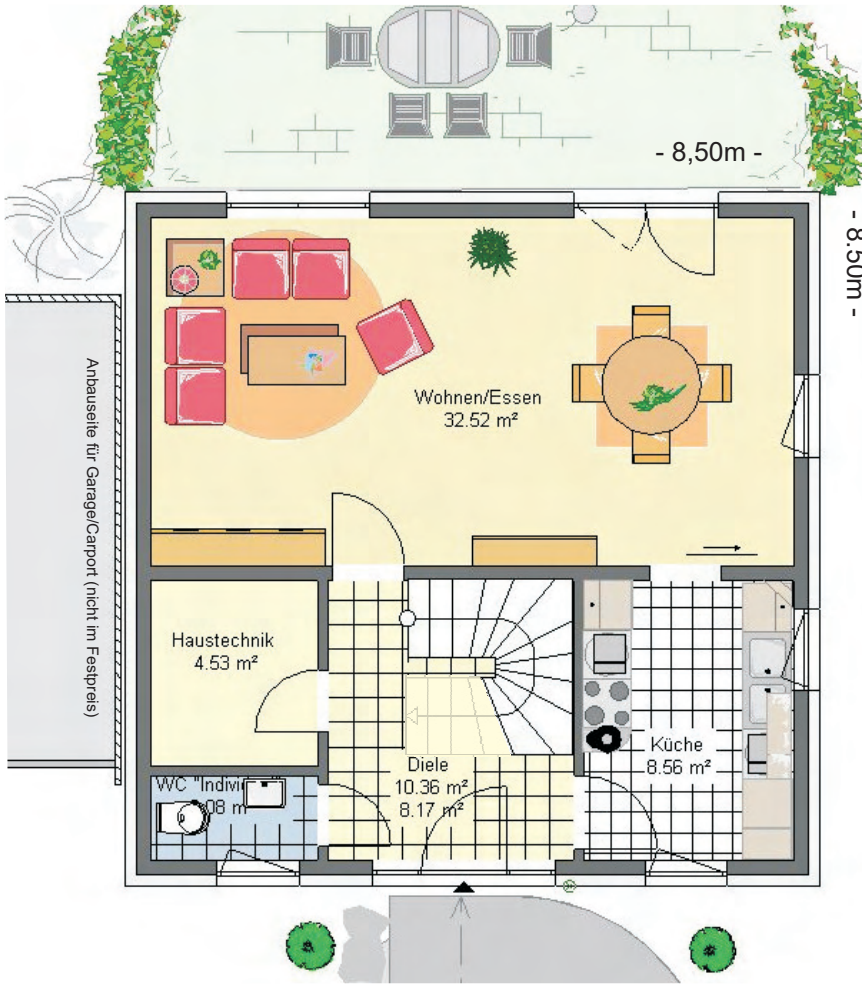 - 8,50m -
- 8.50m -
Wohnen/Essen
32.52 m²
Anbauseite für Garage/Carport (nicht im Festpreis)
Haustechnik
4.53 m²
Küche
8.56 m²
Diele
10.36 m²
8.17 m²
WC
08 m